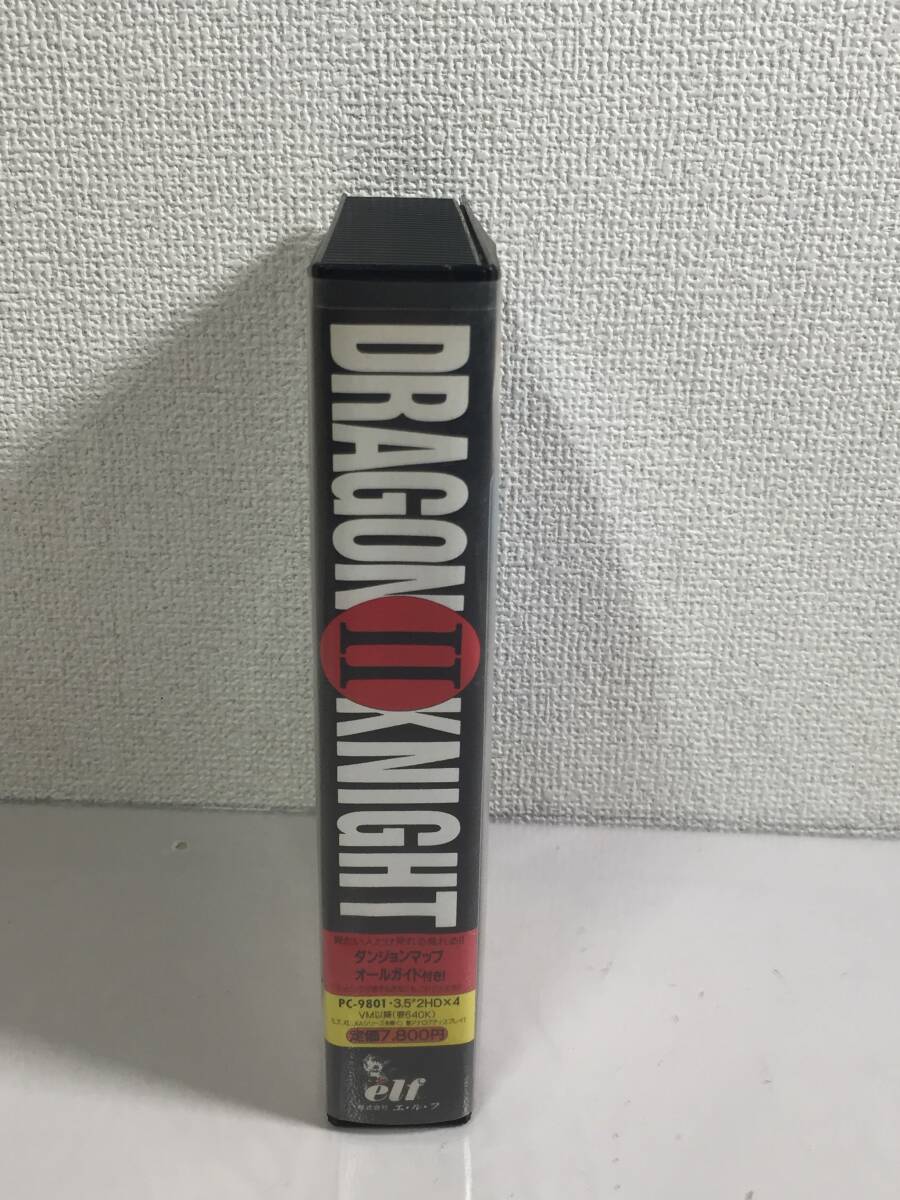 DRAGON II KNIGHT
ダンジョンマップ
オールガイド付き!
PC-9801・3.5"2HD×4
VM以降(要640K)
定価7,800円
elf
株式会社 エ・ル・フ